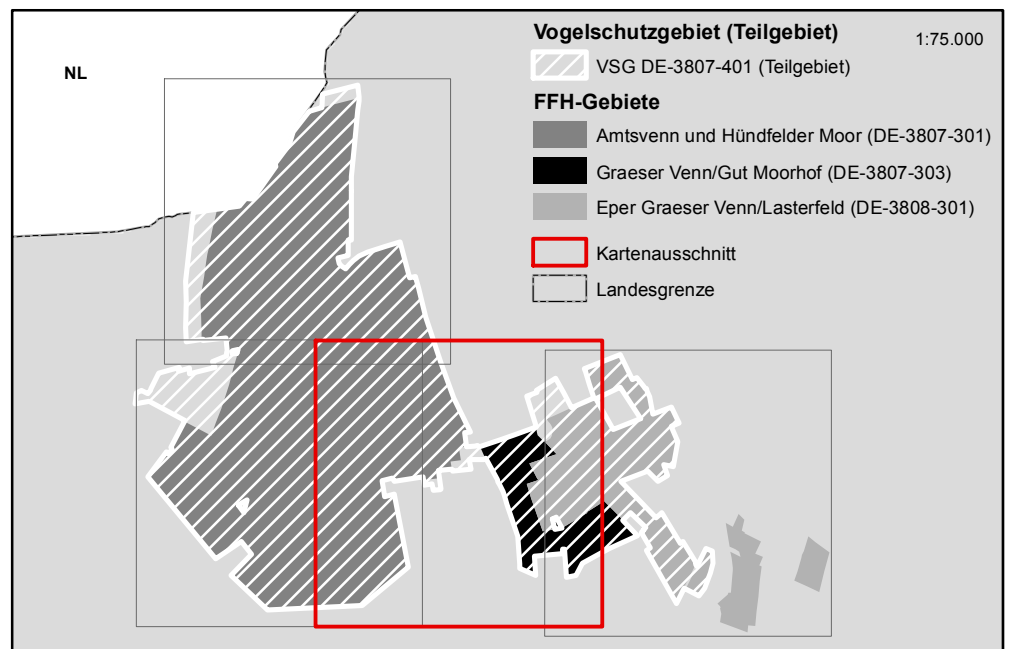 NL
Vogelschutzgebiet (Teilgebiet)
1:75.000
VSG DE-3807-401 (Teilgebiet)
FFH-Gebiete
Amtsvenn und Hündfelder Moor (DE-3807-301)
Graeser Venn/Gut Moorhof (DE-3807-303)
Eper Graeser Venn/Lasterfeld (DE-3808-301)
Kartenausschnitt
Landesgrenze